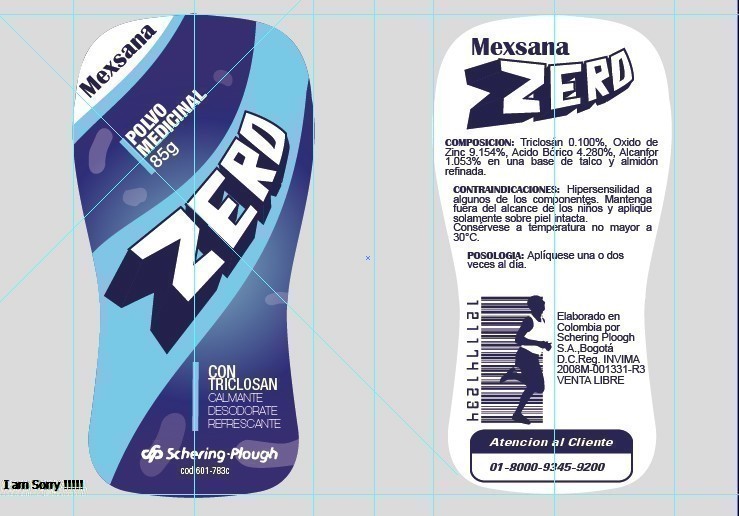 Mexsana
POLVO
MEDICINAL
85g
ZERO
CON
TRICLOSAN
CALMANTE
DESODORATE
REFRESCANTE
Schering-Plough
cod 601-783c
I am Sorry !!!!!
Mexsana
ZERO
COMPOSICION: Triclosan 0.100%, Oxido de
Zinc 9.154%, Acido Bórico 4.280%, Alcanfor
1.053% en una base de talco y almidón
refinada.
CONTRAINDICACIONES: Hipersensilidad a
algunos de los componentes. Mantenga
fuera del alcance de los niños y aplique
solamente sobre piel intacta.
Consérvese a temperatura no mayor a
30°C.
POSOLOGIA: Aplíquese una o dos
veces al día.
Elaborado en
Colombia por
Schering Ploogh
S.A.,Bogotá
D.C.Reg. INVIMA
2008M-001331-R3
VENTA LIBRE
Atencion al Cliente
01-8000-9345-9200